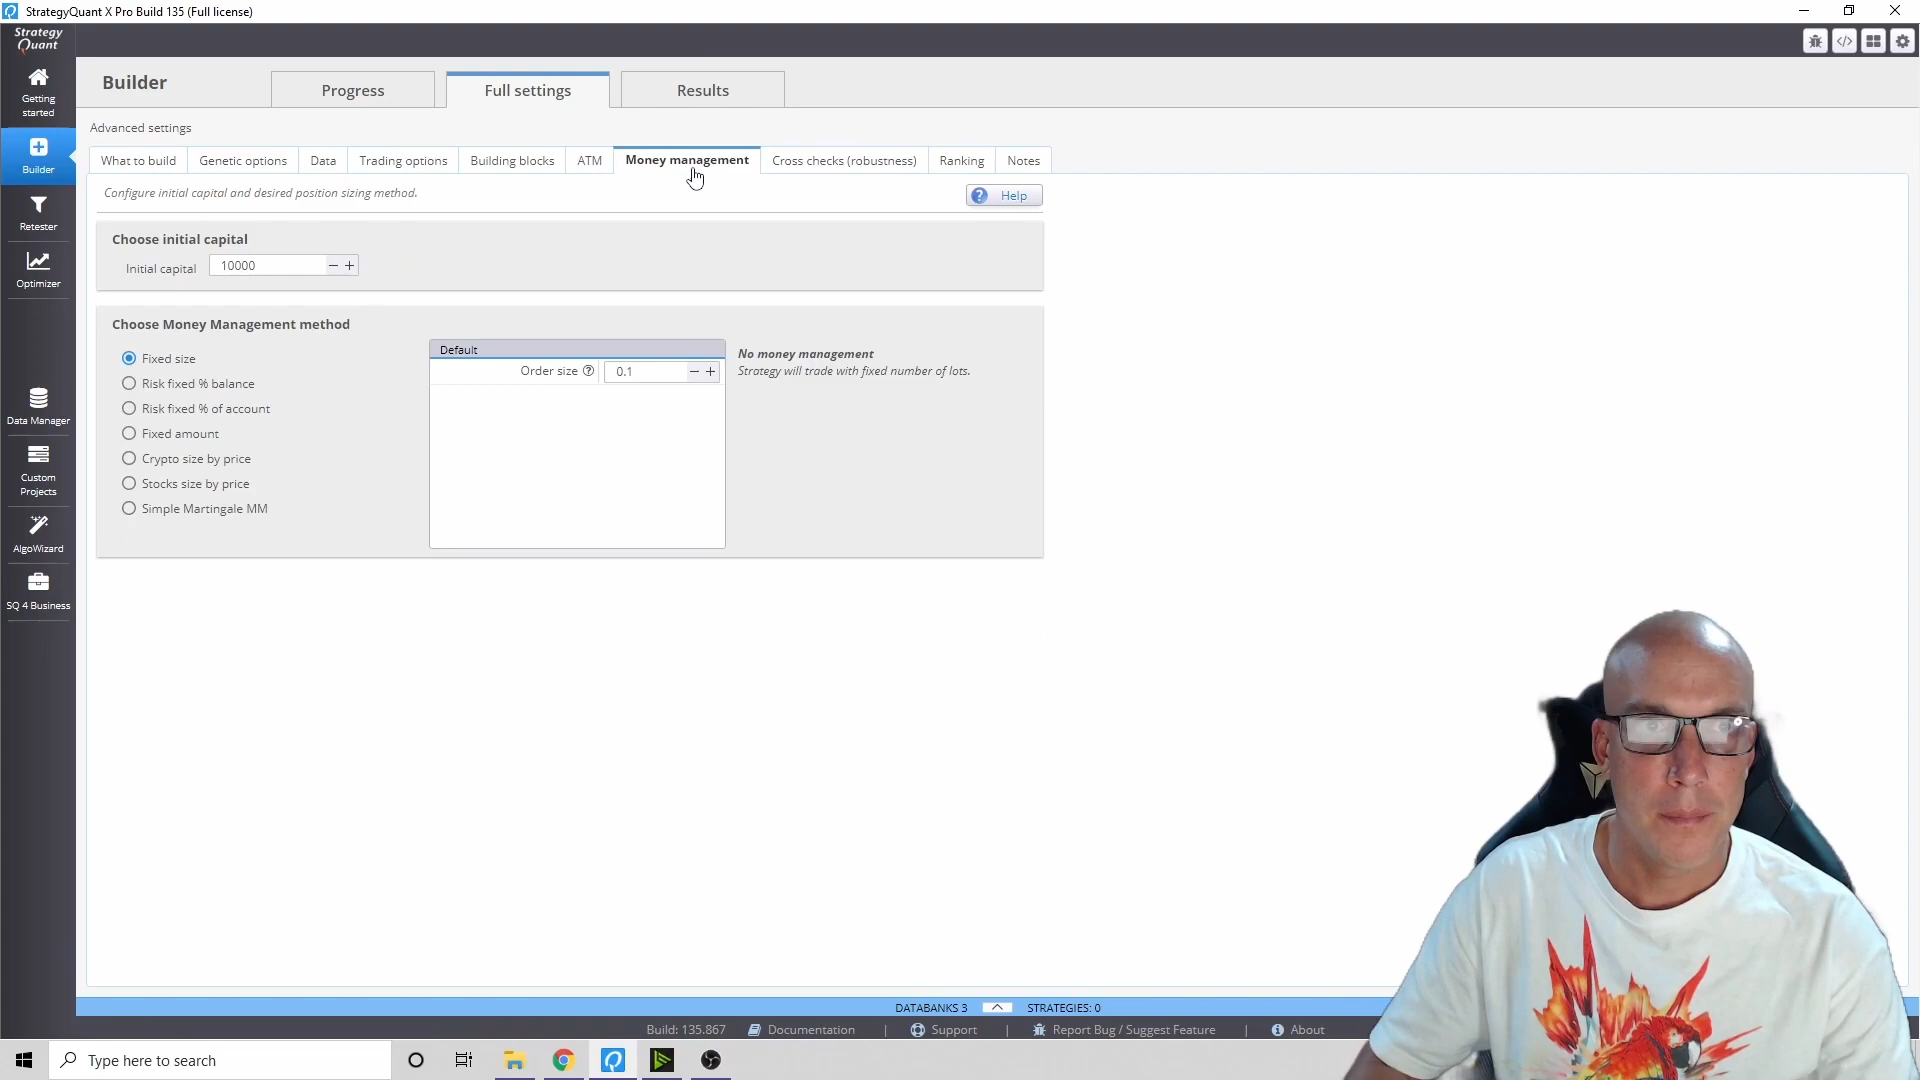 StrategyQuant X Pro Build 135 (Full license)
Strategy
Quant
Getting
started
Builder
Retester
Optimizer
Data Manager
Custom
Projects
AlgoWizard
SQ 4 Business
Builder
Progress
Full settings
Results
Advanced settings
What to build
Genetic options
Data
Trading options
Building blocks
ATM
Money management
Cross checks (robustness)
Ranking
Notes
Configure initial capital and desired position sizing method.
? Help
Choose initial capital
Initial capital 10000 − +
Choose Money Management method
Fixed size
Risk fixed % balance
Risk fixed % of account
Fixed amount
Crypto size by price
Stocks size by price
Simple Martingale MM
Default
Order size ? 0.1 − +
No money management
Strategy will trade with fixed number of lots.
DATABANKS 3 STRATEGIES: 0
Build: 135.867 Documentation | Support | Report Bug / Suggest Feature | About
Type here to search